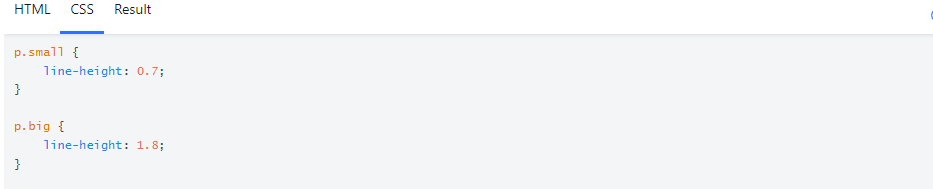 HTML CSS Result
p.small {
    line-height: 0.7;
}
p.big {
    line-height: 1.8;
}